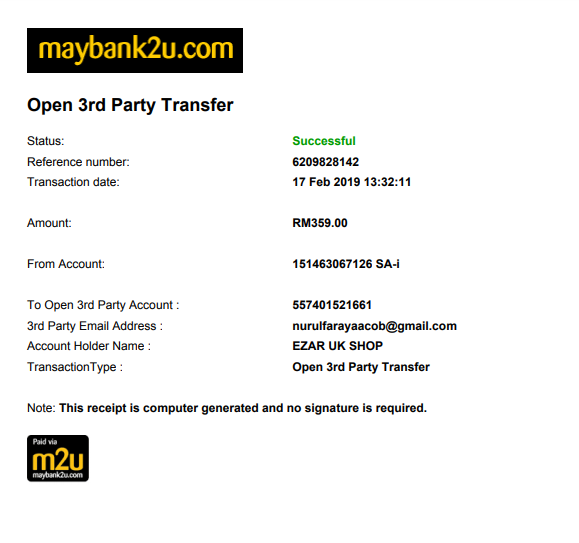 maybank2u.com
Open 3rd Party Transfer
Status: Successful
Reference number: 6209828142
Transaction date: 17 Feb 2019 13:32:11
Amount: RM359.00
From Account: 151463067126 SA-i
To Open 3rd Party Account : 557401521661
3rd Party Email Address : nurulfarayaacob@gmail.com
Account Holder Name : EZAR UK SHOP
TransactionType : Open 3rd Party Transfer
Note: This receipt is computer generated and no signature is required.
Paid via
m2u
maybank2u.com